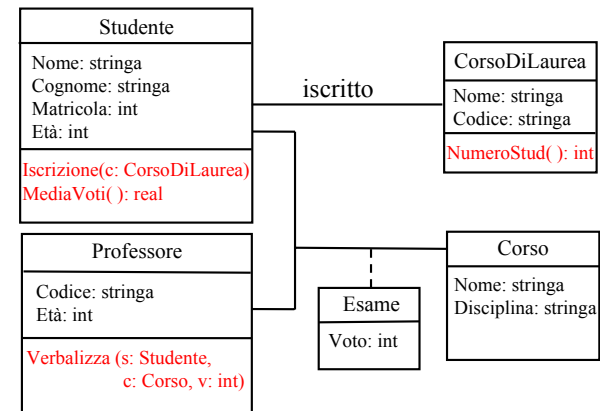 Studente
Nome: stringa
Cognome: stringa
Matricola: int
Età: int
Iscrizione(c: CorsoDiLaurea)
MediaVoti( ): real
iscritto
CorsoDiLaurea
Nome: stringa
Codice: stringa
NumeroStud( ): int
Professore
Codice: stringa
Età: int
Verbalizza (s: Studente,
c: Corso, v: int)
Esame
Voto: int
Corso
Nome: stringa
Disciplina: stringa